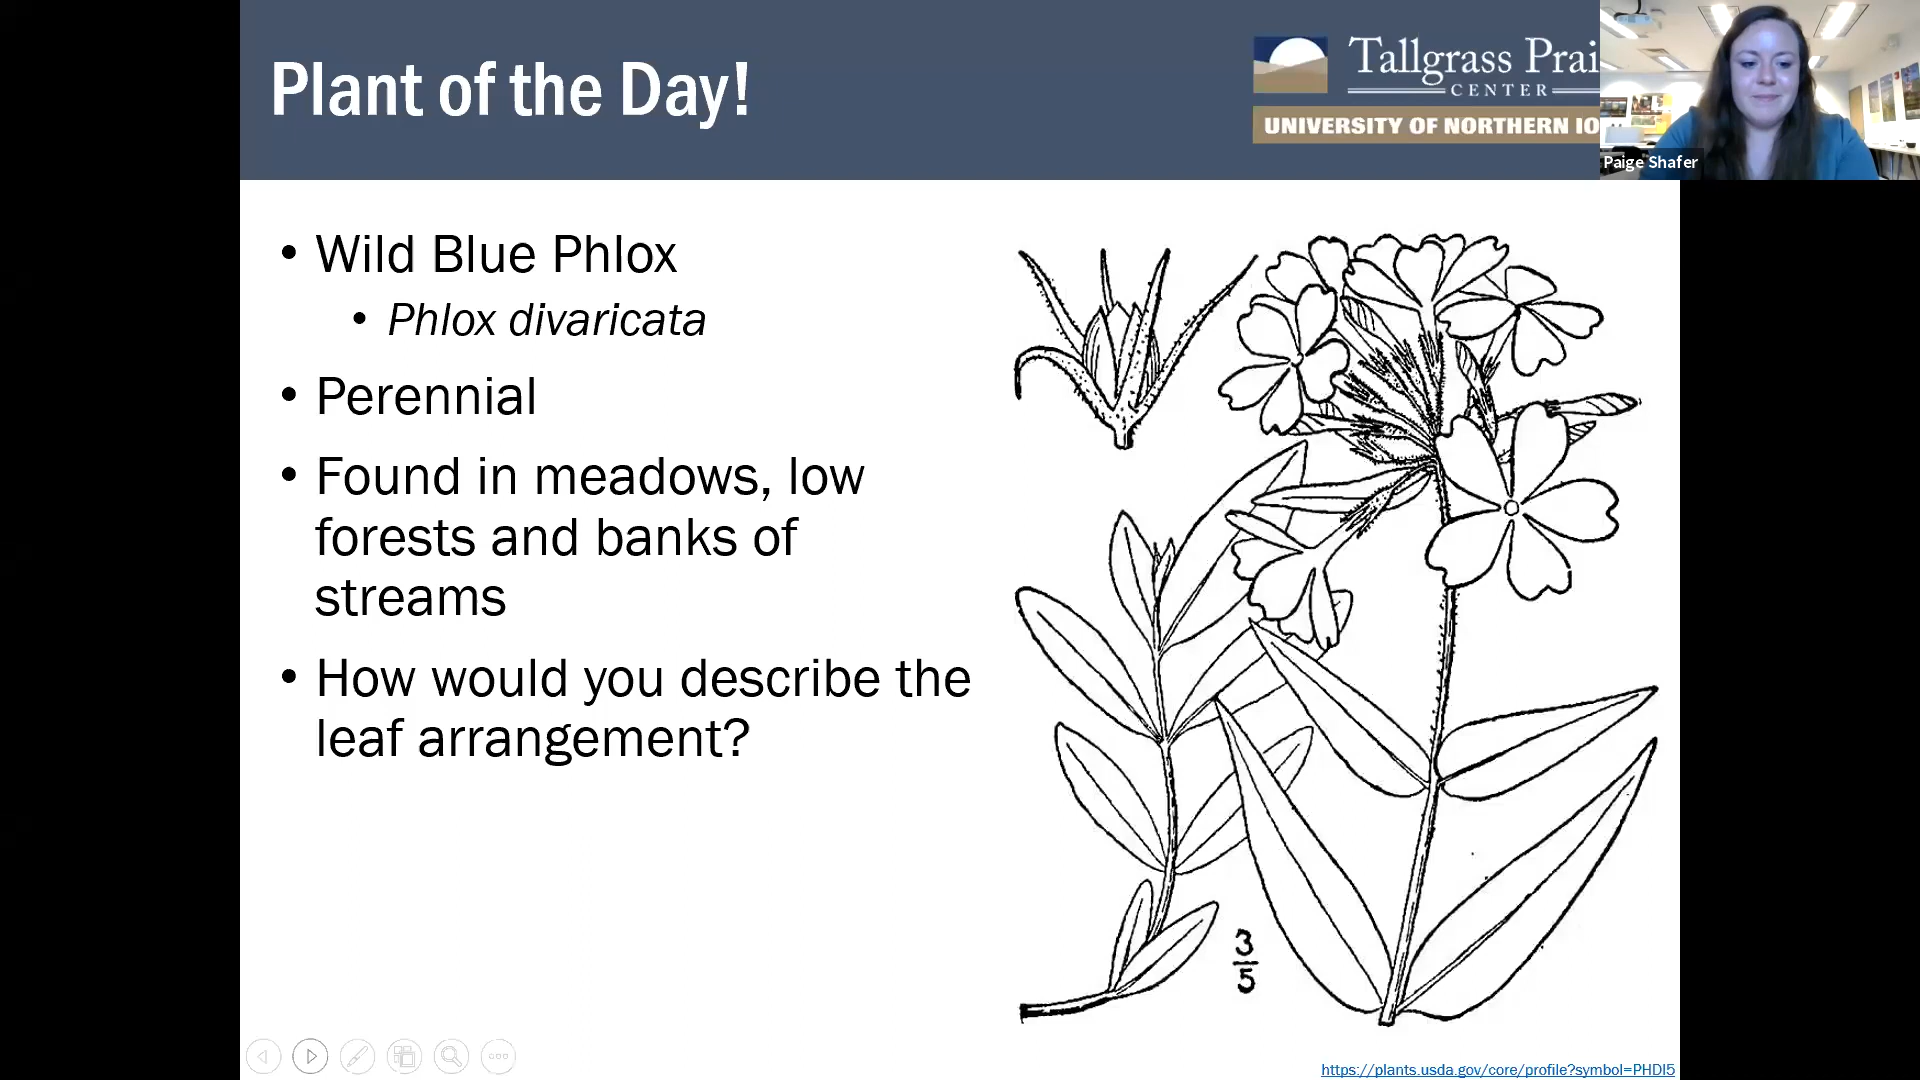 Plant of the Day!
Tallgrass Prai
CENTER
UNIVERSITY OF NORTHERN IO
Paige Shafer
• Wild Blue Phlox
• Phlox divaricata
• Perennial
• Found in meadows, low
forests and banks of
streams
• How would you describe the
leaf arrangement?
3
5
https://plants.usda.gov/core/profile?symbol=PHDI5